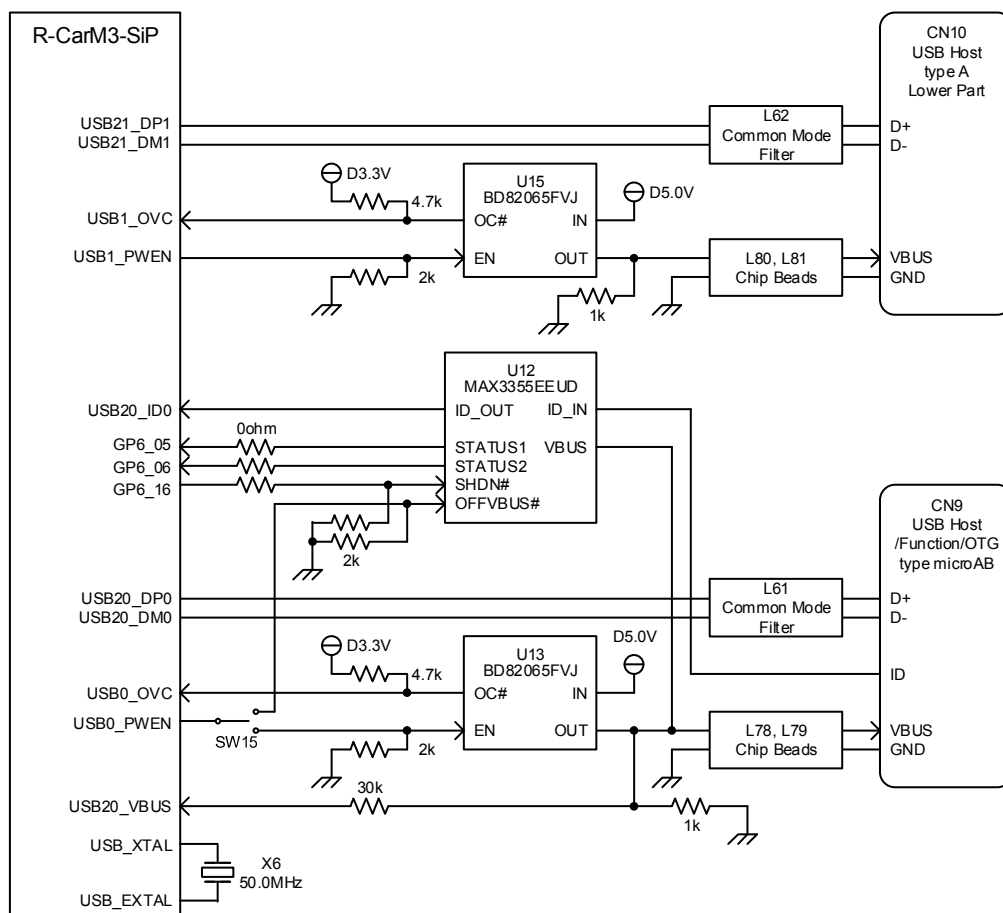 R-CarM3-SiP
CN10
USB Host
type A
Lower Part
USB21_DP1
USB21_DM1
L62
Common Mode
Filter
D+
D-
D3.3V
4.7k
U15
BD82065FVJ
D5.0V
USB1_OVC
OC#
IN
USB1_PWEN
EN
OUT
2k
1k
L80, L81
Chip Beads
VBUS
GND
U12
MAX3355EEUD
USB20_ID0
ID_OUT
ID_IN
0ohm
GP6_05
STATUS1
VBUS
GP6_06
STATUS2
GP6_16
SHDN#
OFFVBUS#
2k
CN9
USB Host
/Function/OTG
type microAB
USB20_DP0
USB20_DM0
L61
Common Mode
Filter
D+
D-
D3.3V
4.7k
U13
BD82065FVJ
D5.0V
ID
USB0_OVC
OC#
IN
USB0_PWEN
SW15
EN
OUT
2k
L78, L79
Chip Beads
VBUS
GND
30k
USB20_VBUS
1k
USB_XTAL
X6
50.0MHz
USB_EXTAL